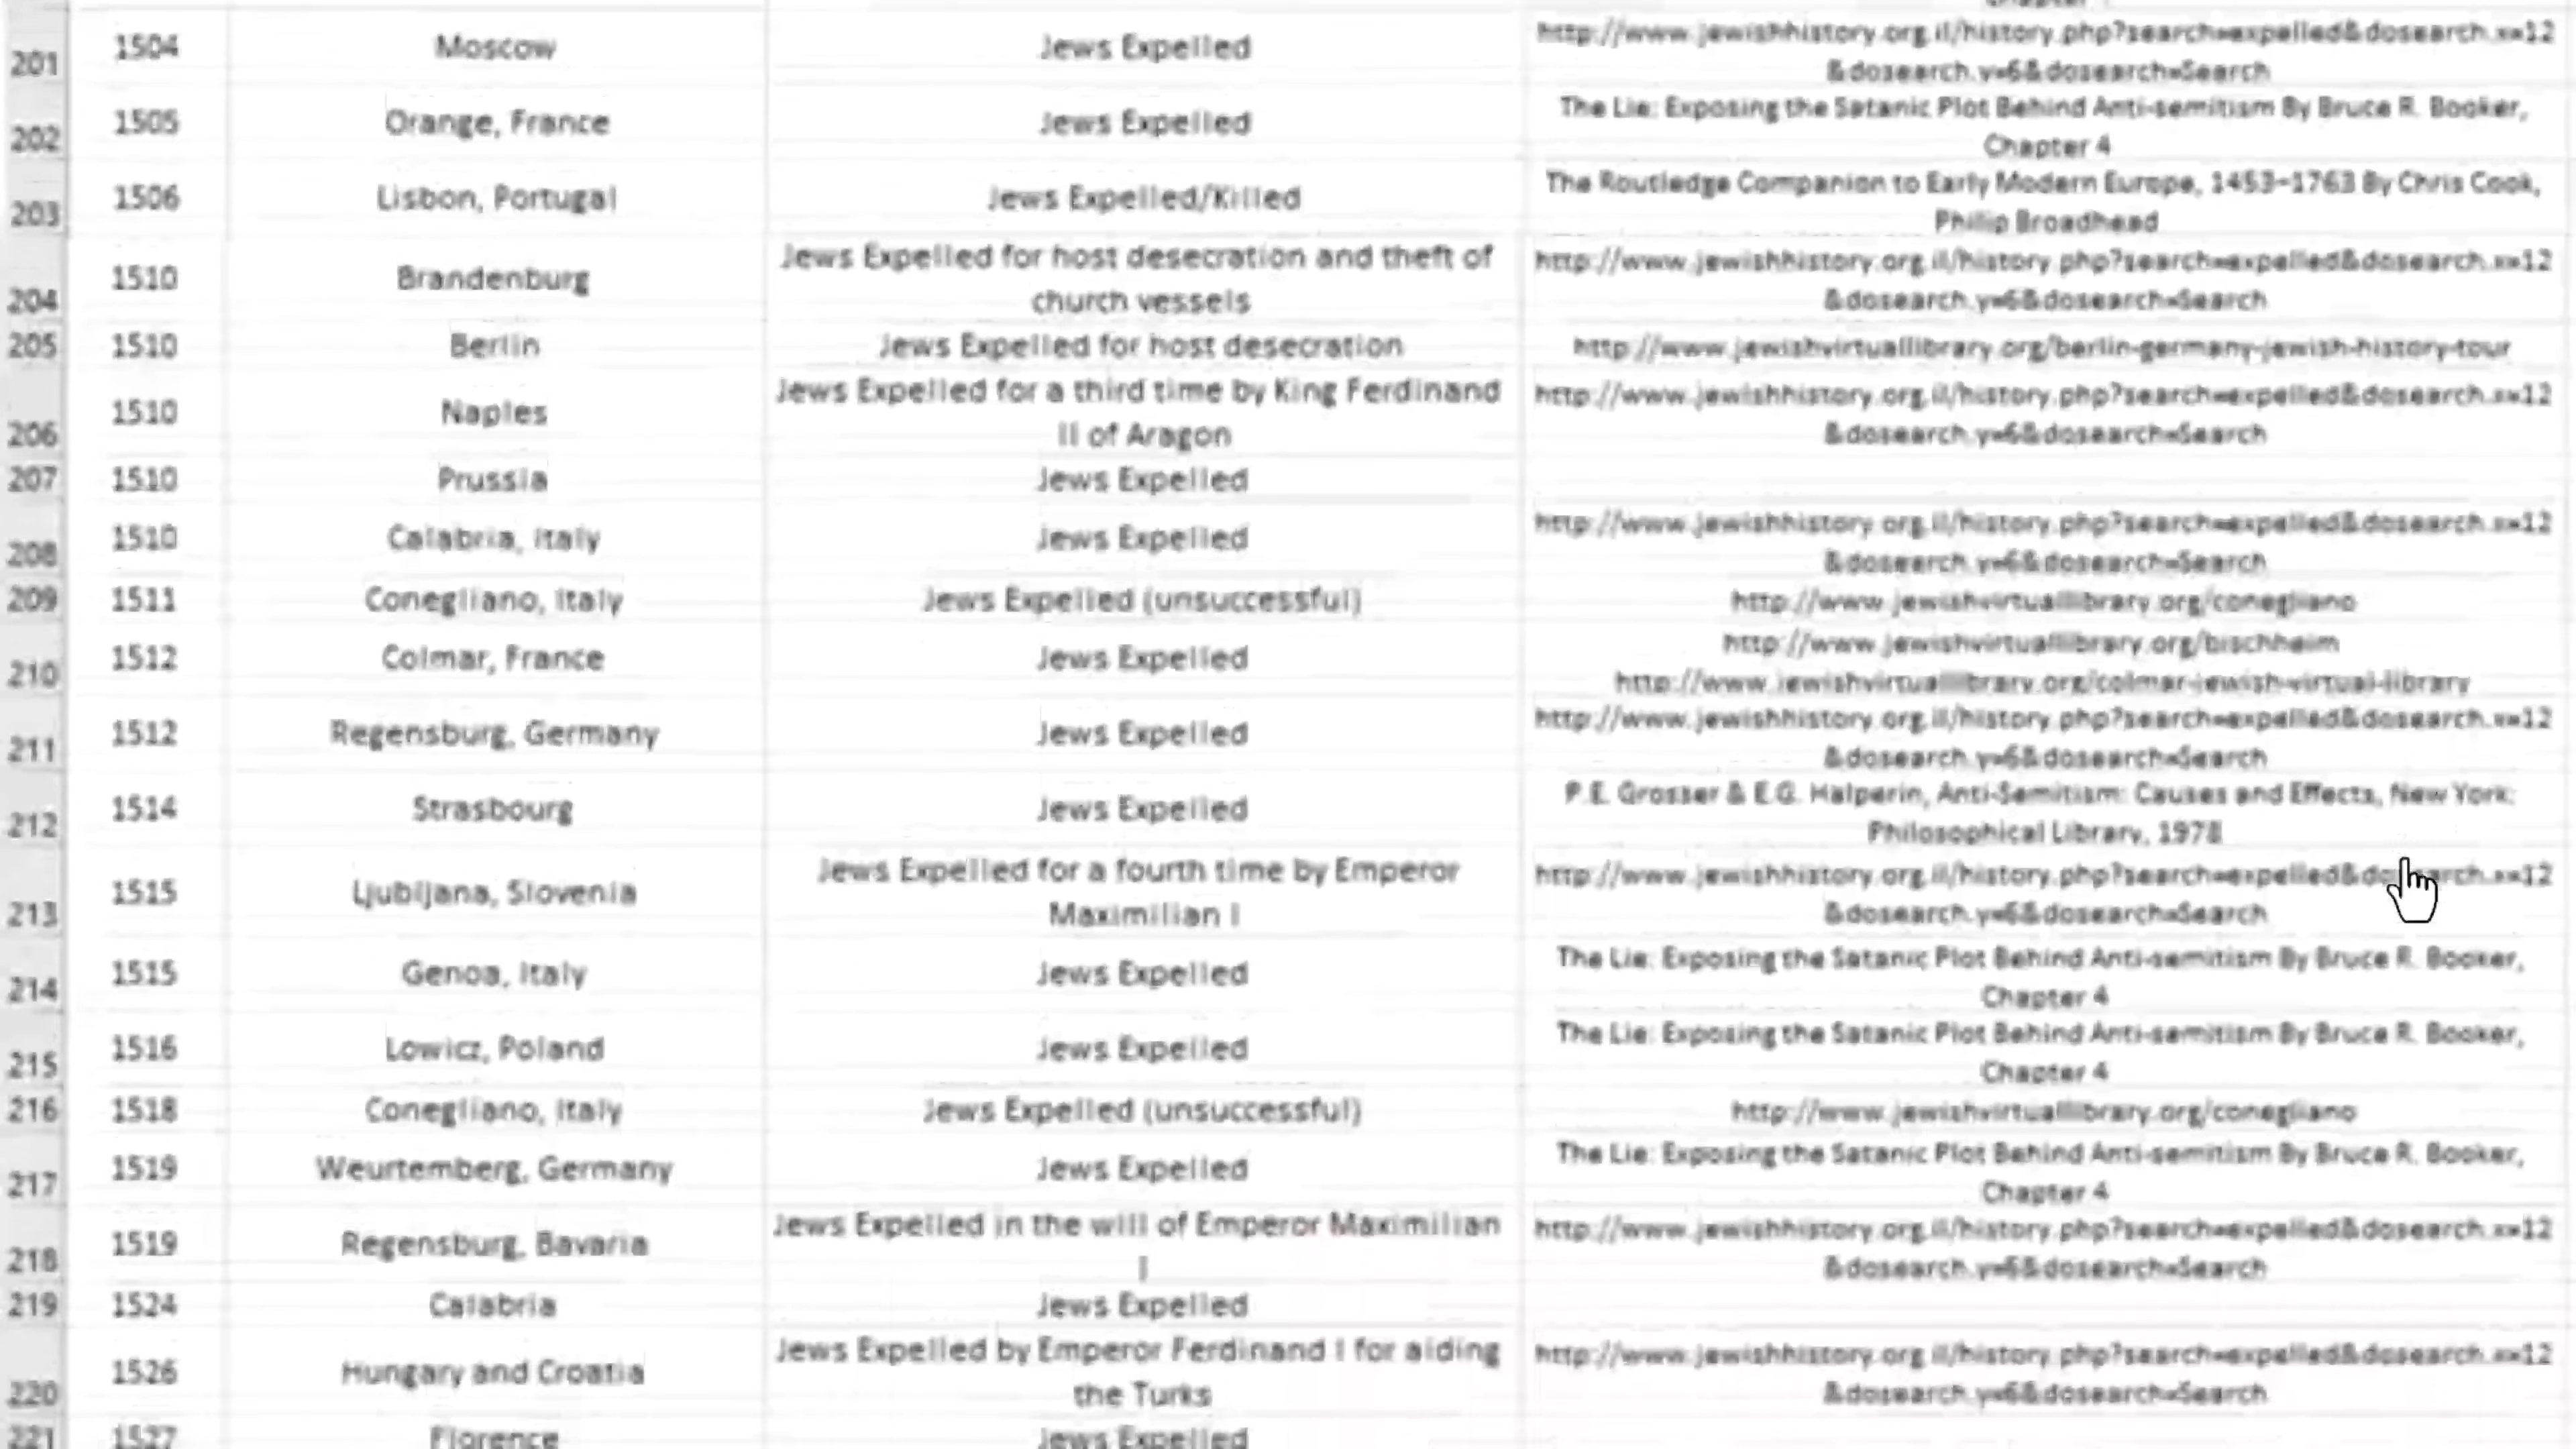 201 1504 Moscow Jews Expelled http://www.jewishhistory.org.il/history.php?search=expelled&dosearch.x=12
&dosearch.y=6&dosearch=Search
202 1505 Orange, France Jews Expelled The Lie: Exposing the Satanic Plot Behind Anti-semitism By Bruce R. Booker,
Chapter 4
203 1506 Lisbon, Portugal Jews Expelled/Killed The Routledge Companion to Early Modern Europe, 1453-1763 By Chris Cook,
Philip Broadhead
204 1510 Brandenburg Jews Expelled for host desecration and theft of http://www.jewishhistory.org.il/history.php?search=expelled&dosearch.x=12
church vessels &dosearch.y=6&dosearch=Search
205 1510 Berlin Jews Expelled for host desecration http://www.jewishvirtuallibrary.org/berlin-germany-jewish-history-tour
206 1510 Naples Jews Expelled for a third time by King Ferdinand http://www.jewishhistory.org.il/history.php?search=expelled&dosearch.x=12
II of Aragon &dosearch.y=6&dosearch=Search
207 1510 Prussia Jews Expelled
208 1510 Calabria, Italy Jews Expelled http://www.jewishhistory.org.il/history.php?search=expelled&dosearch.x=12
&dosearch.y=6&dosearch=Search
209 1511 Conegliano, Italy Jews Expelled (unsuccessful) http://www.jewishvirtuallibrary.org/conegliano
210 1512 Colmar, France Jews Expelled http://www.jewishvirtuallibrary.org/bischheim
http://www.jewishvirtuallibrary.org/colmar-jewish-virtual-library
211 1512 Regensburg, Germany Jews Expelled http://www.jewishhistory.org.il/history.php?search=expelled&dosearch.x=12
&dosearch.y=6&dosearch=Search
212 1514 Strasbourg Jews Expelled P.E. Grosser & E.G. Halperin, Anti-Semitism: Causes and Effects, New York:
Philosophical Library, 1978
213 1515 Ljubljana, Slovenia Jews Expelled for a fourth time by Emperor http://www.jewishhistory.org.il/history.php?search=expelled&dosearch.x=12
Maximilian I &dosearch.y=6&dosearch=Search
214 1515 Genoa, Italy Jews Expelled The Lie: Exposing the Satanic Plot Behind Anti-semitism By Bruce R. Booker,
Chapter 4
215 1516 Lowicz, Poland Jews Expelled The Lie: Exposing the Satanic Plot Behind Anti-semitism By Bruce R. Booker,
Chapter 4
216 1518 Conegliano, Italy Jews Expelled (unsuccessful) http://www.jewishvirtuallibrary.org/conegliano
217 1519 Weurtemberg, Germany Jews Expelled The Lie: Exposing the Satanic Plot Behind Anti-semitism By Bruce R. Booker,
Chapter 4
218 1519 Regensburg, Bavaria Jews Expelled in the will of Emperor Maximilian http://www.jewishhistory.org.il/history.php?search=expelled&dosearch.x=12
I &dosearch.y=6&dosearch=Search
219 1524 Calabria Jews Expelled
220 1526 Hungary and Croatia Jews Expelled by Emperor Ferdinand I for aiding http://www.jewishhistory.org.il/history.php?search=expelled&dosearch.x=12
the Turks &dosearch.y=6&dosearch=Search
221 1527 Florence Jews Expelled